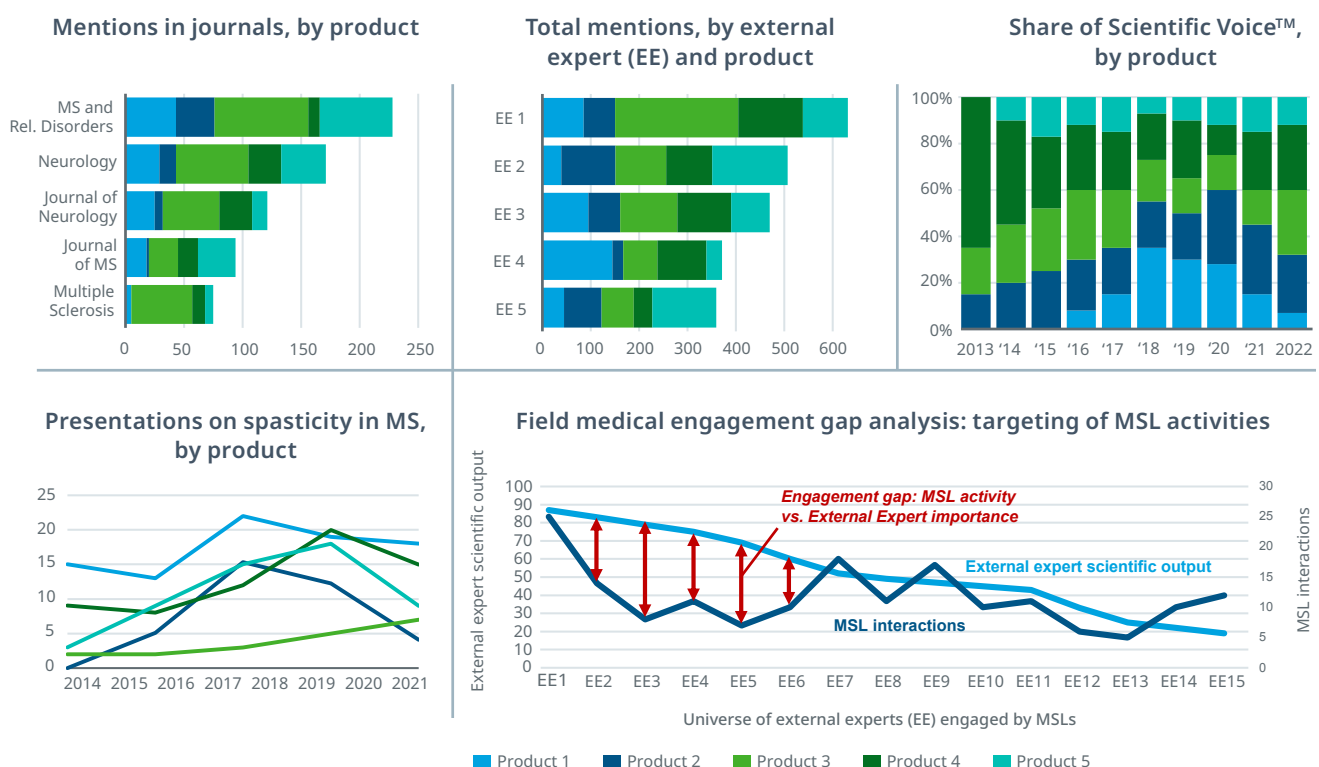 Mentions in journals, by product
MS and
Rel. Disorders
Neurology
Journal of
Neurology
Journal
of MS
Multiple
Sclerosis
0 50 100 150 200 250
Total mentions, by external
expert (EE) and product
EE 1
EE 2
EE 3
EE 4
EE 5
0 100 200 300 400 500 600
Share of Scientific Voice™,
by product
100%
80%
60%
40%
20%
0%
2013 ‘14 ‘15 ‘16 ‘17 ‘18 ‘19 ‘20 ‘21 2022
Presentations on spasticity in MS,
by product
25
20
15
10
5
0
2014 2015 2016 2017 2018 2019 2020 2021
Field medical engagement gap analysis: targeting of MSL activities
External expert scientific output
100
90
80
70
60
50
40
30
20
10
0
Engagement gap: MSL activity
vs. External Expert importance
External expert scientific output
MSL interactions
30
25
20
15
10
5
0
MSL interactions
EE1 EE2 EE3 EE4 EE5 EE6 EE7 EE8 EE9 EE10 EE11 EE12 EE13 EE14 EE15
Universe of external experts (EE) engaged by MSLs
Product 1 Product 2 Product 3 Product 4 Product 5